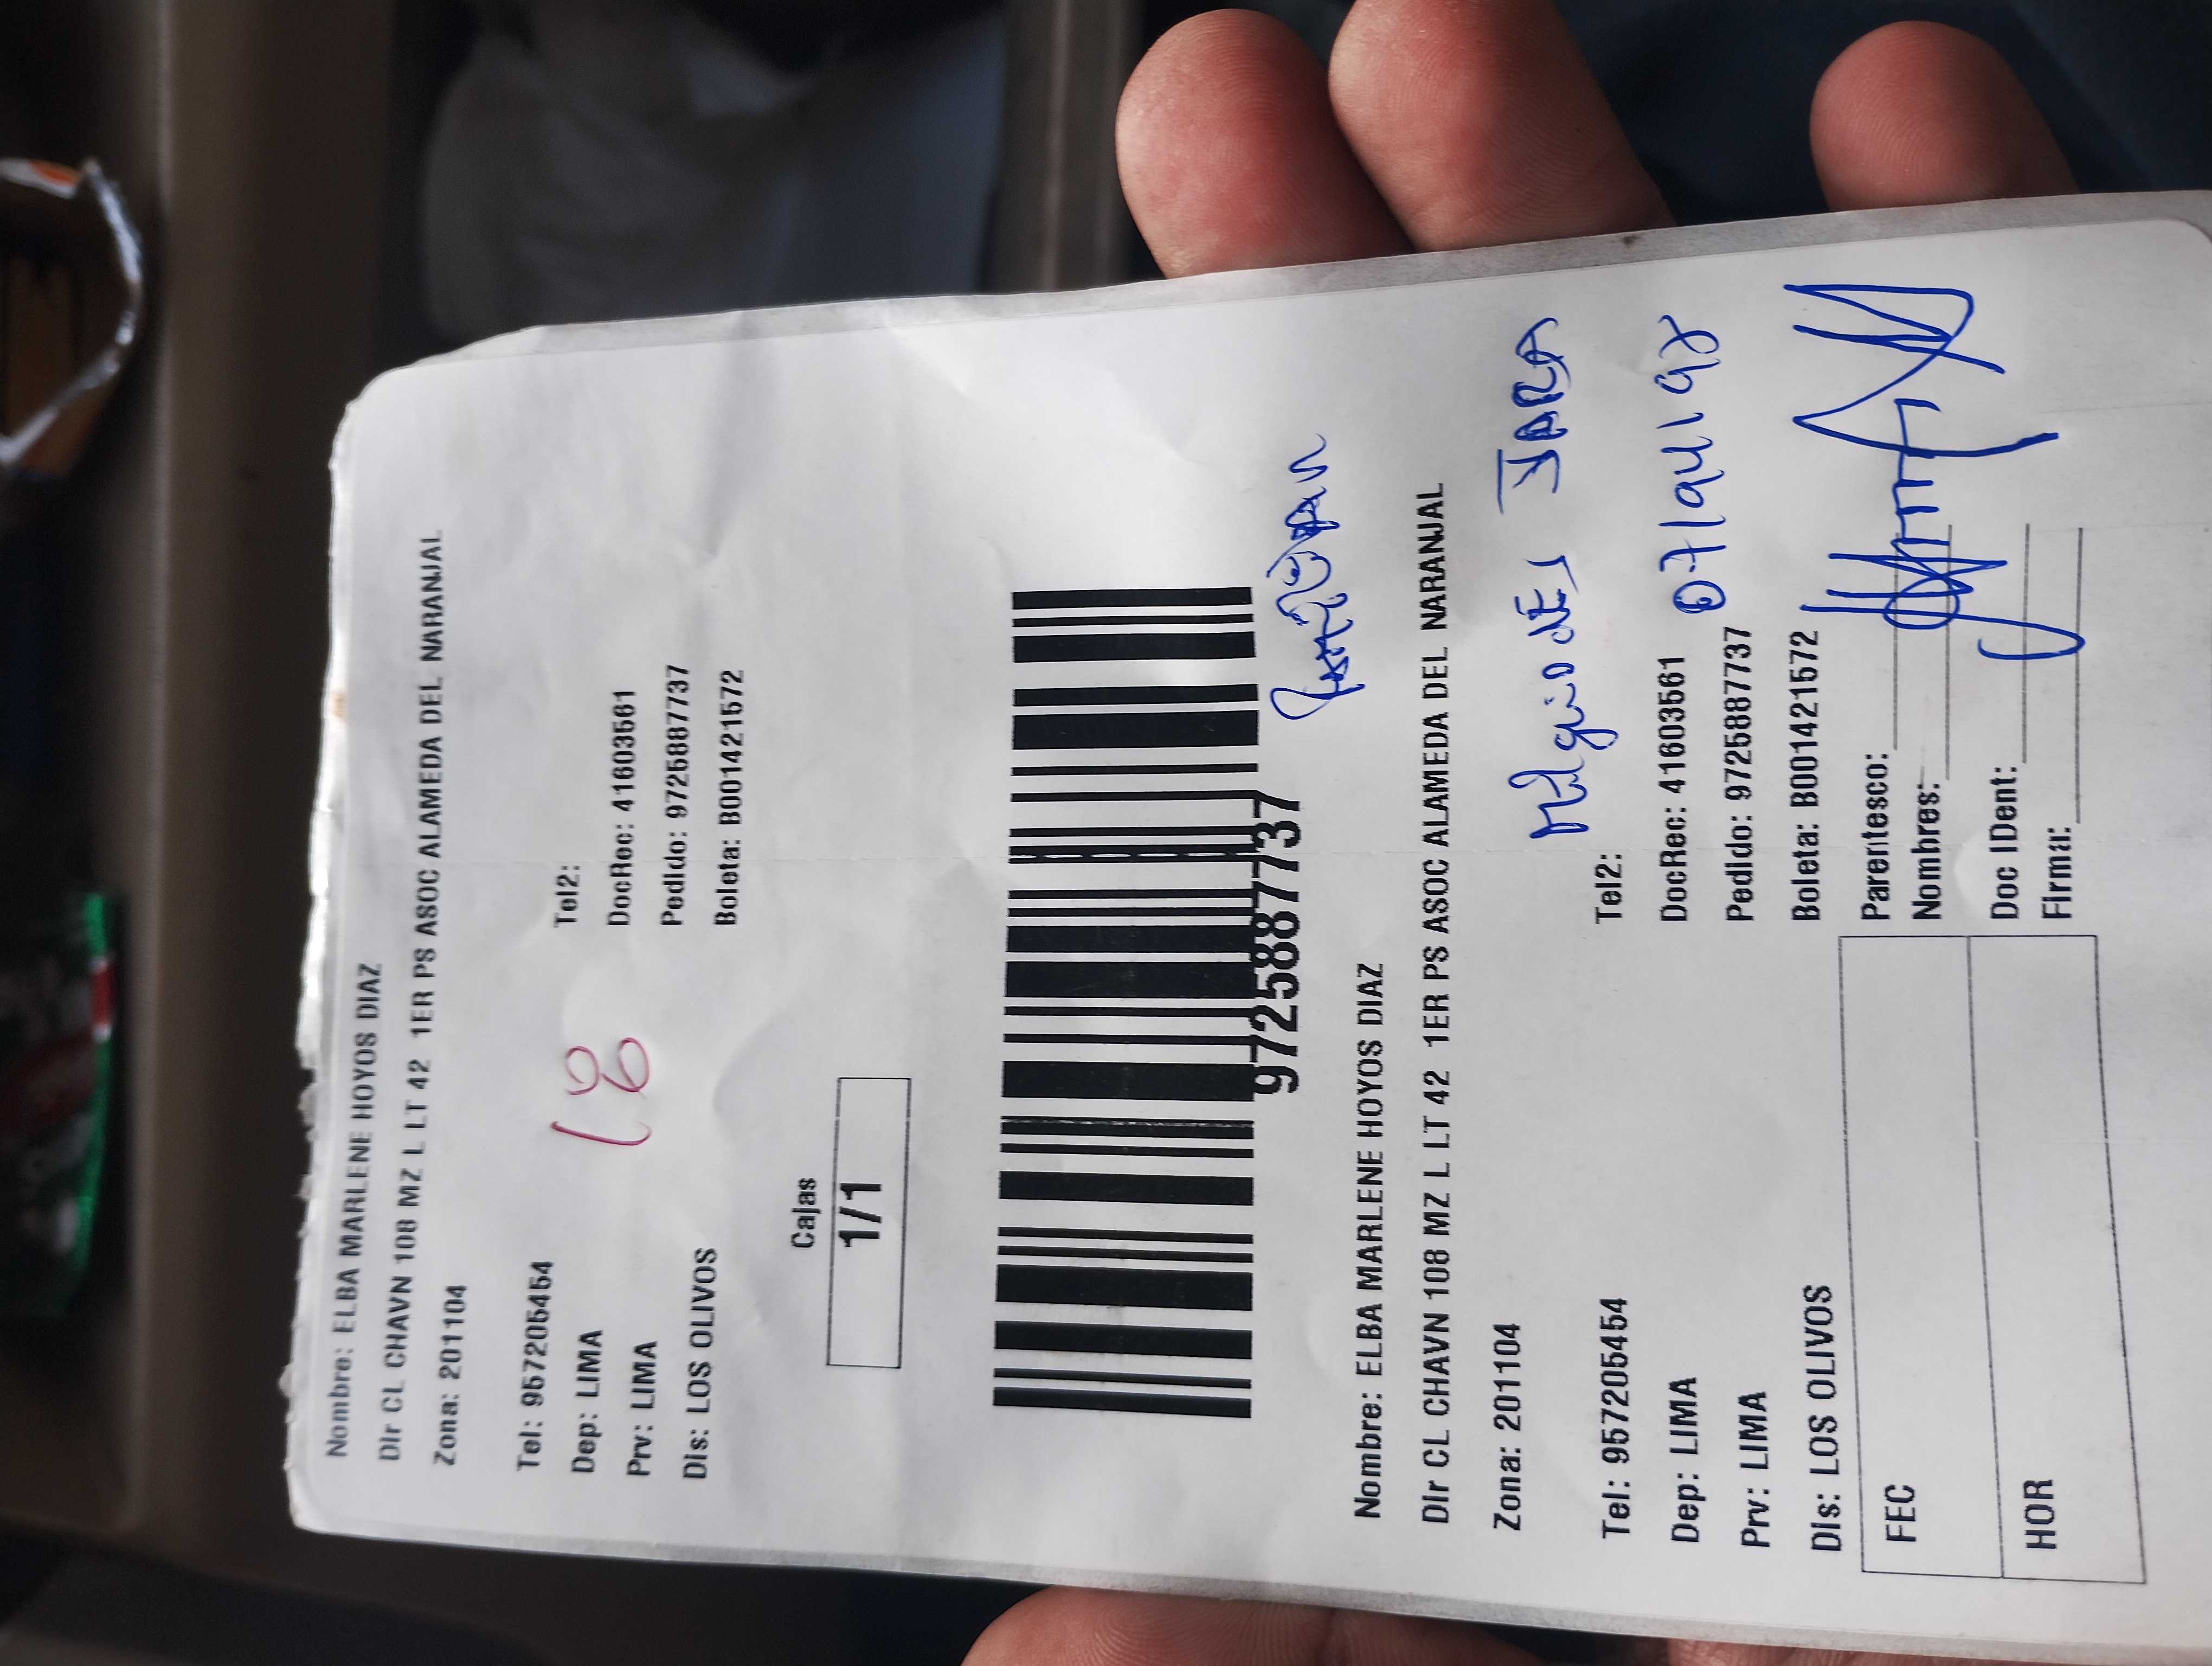 Nombre: ELBA MARLENE HOYOS DIAZ
Dir CL CHAVN 108 MZ L LT 42 1ER PS ASOC ALAMEDA DEL NARANJAL
Zona: 201104
Tel: 957205454 Tel2:
Dep: LIMA DocRec: 41603561
Prv: LIMA Pedido: 9725887737
Dis: LOS OLIVOS Boleta: B001421572
18
Cajas
1/1
9725887737
Nombre: ELBA MARLENE HOYOS DIAZ
Dir CL CHAVN 108 MZ L LT 42 1ER PS ASOC ALAMEDA DEL NARANJAL
Zona: 201104
JARA
Tel: 957205454 Tel2:
Dep: LIMA DocRec: 41603561
Prv: LIMA Pedido: 9725887737
Dis: LOS OLIVOS Boleta: B001421572
FEC
HOR
Parentesco:
Nombres:
Doc IDent:
Firma: